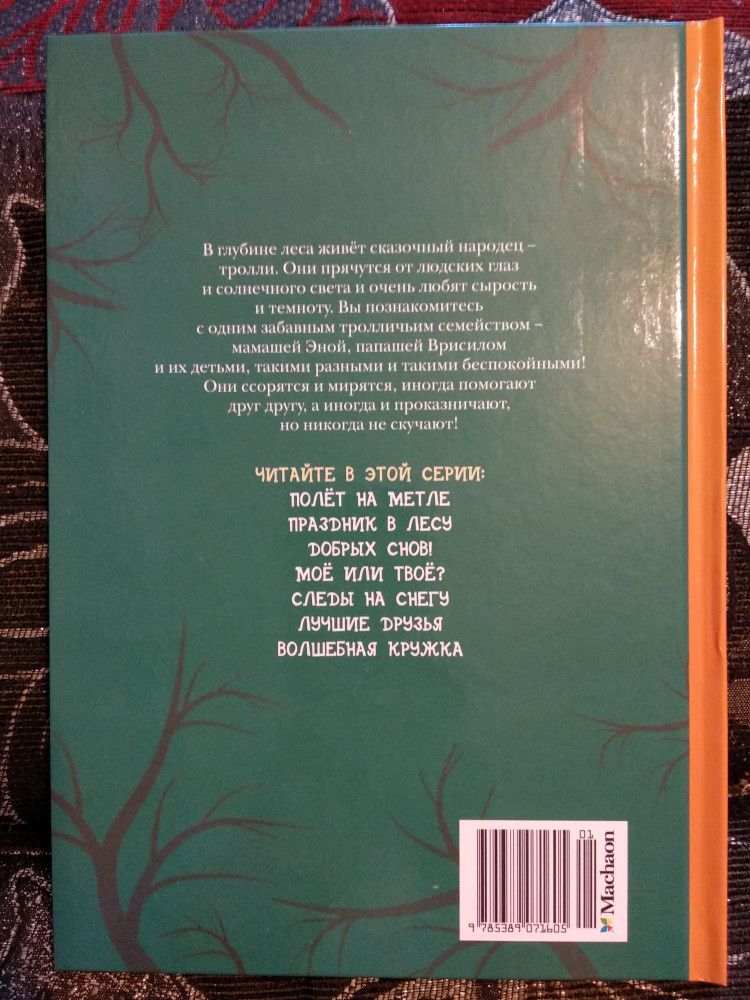 В глубине леса живёт сказочный народец –
тролли. Они прячутся от людских глаз
и солнечного света и очень любят сырость
и темноту. Вы познакомитесь
с одним забавным тролличьим семейством –
мамашей Эной, папашей Врисилом
и их детьми, такими разными и такими беспокойными!
Они ссорятся и мирятся, иногда помогают
друг другу, а иногда и проказничают,
но никогда не скучают!
ЧИТАЙТЕ В ЭТОЙ СЕРИИ:
ПОЛЁТ НА МЕТЛЕ
ПРАЗДНИК В ЛЕСУ
ДОБРЫХ СНОВ!
МОЁ ИЛИ ТВОЁ?
СЛЕДЫ НА СНЕГУ
ЛУЧШИЕ ДРУЗЬЯ
ВОЛШЕБНАЯ КРУЖКА
01
9 785389 071605
Machaon